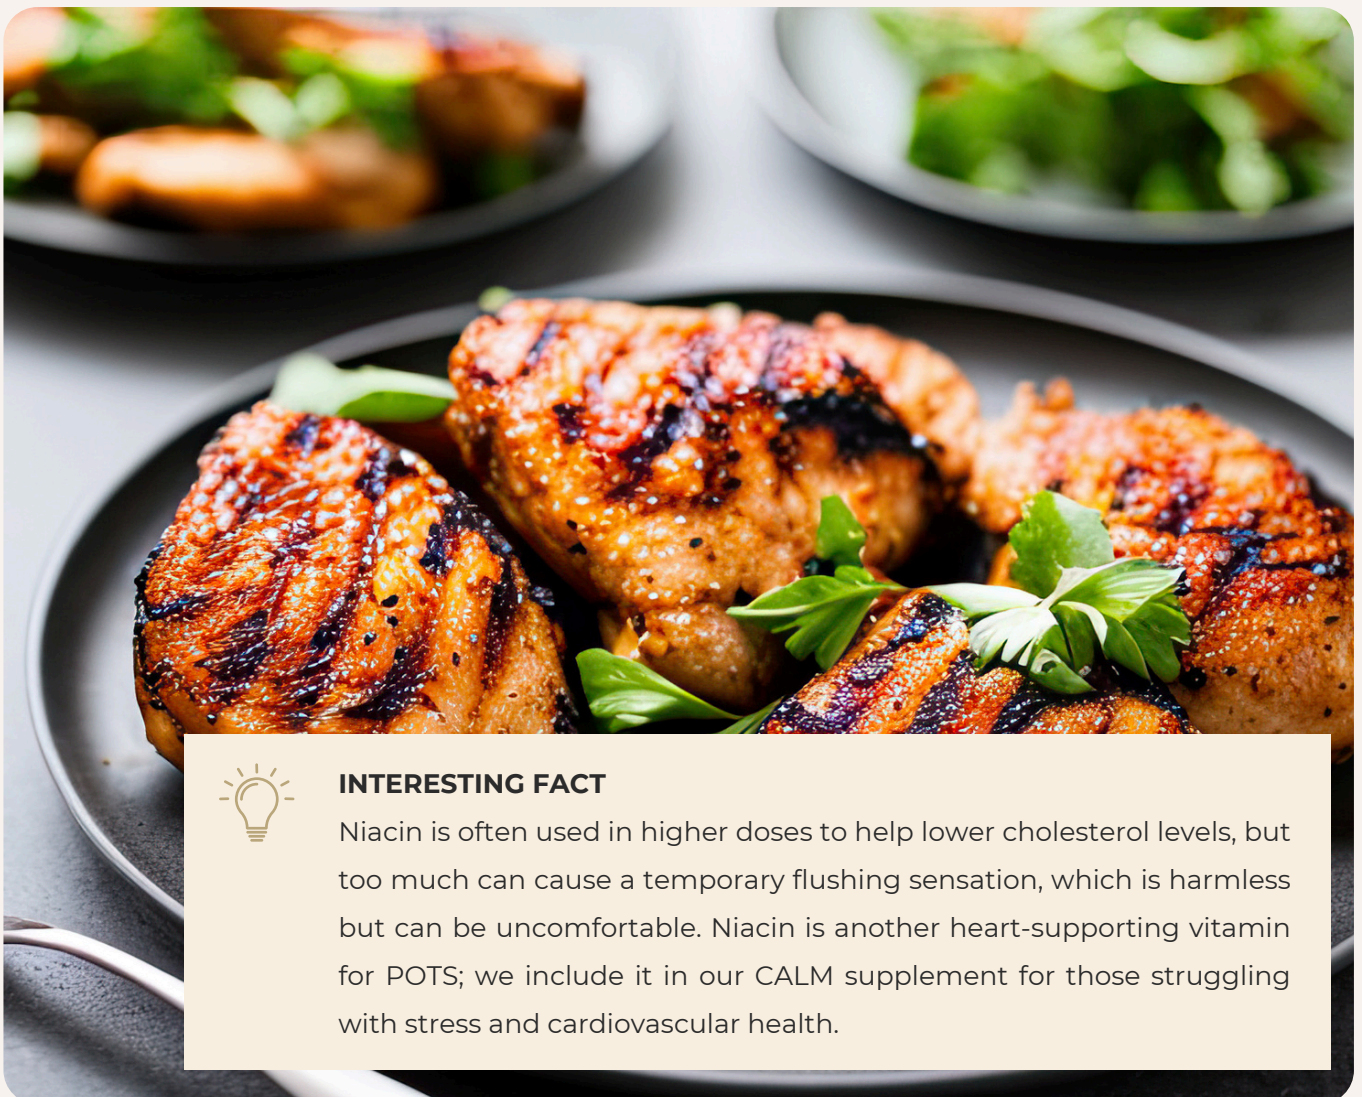 INTERESTING FACT
Niacin is often used in higher doses to help lower cholesterol levels, but
too much can cause a temporary flushing sensation, which is harmless
but can be uncomfortable. Niacin is another heart-supporting vitamin
for POTS; we include it in our CALM supplement for those struggling
with stress and cardiovascular health.